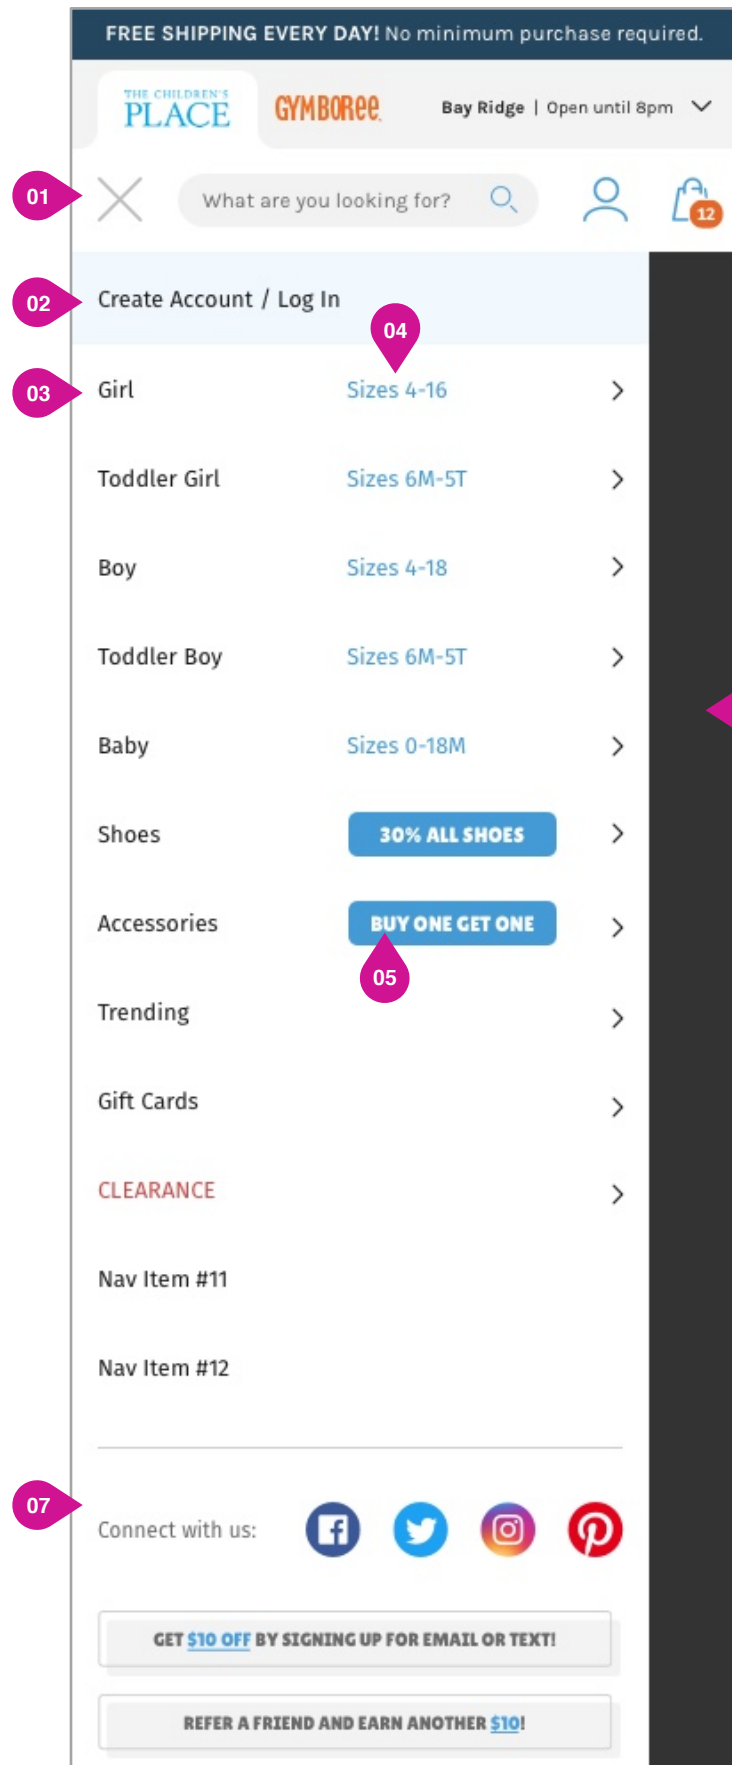 FREE SHIPPING EVERY DAY! No minimum purchase required.
THE CHILDREN'S
PLACE
GYMBOREE
Bay Ridge | Open until 8pm
01
What are you looking for?
12
02
Create Account / Log In
04
03
Girl Sizes 4-16
Toddler Girl Sizes 6M-5T
Boy Sizes 4-18
Toddler Boy Sizes 6M-5T
Baby Sizes 0-18M
Shoes 30% ALL SHOES
Accessories BUY ONE GET ONE
05
Trending
Gift Cards
CLEARANCE
Nav Item #11
Nav Item #12
07
Connect with us:
GET $10 OFF BY SIGNING UP FOR EMAIL OR TEXT!
REFER A FRIEND AND EARN ANOTHER $10!